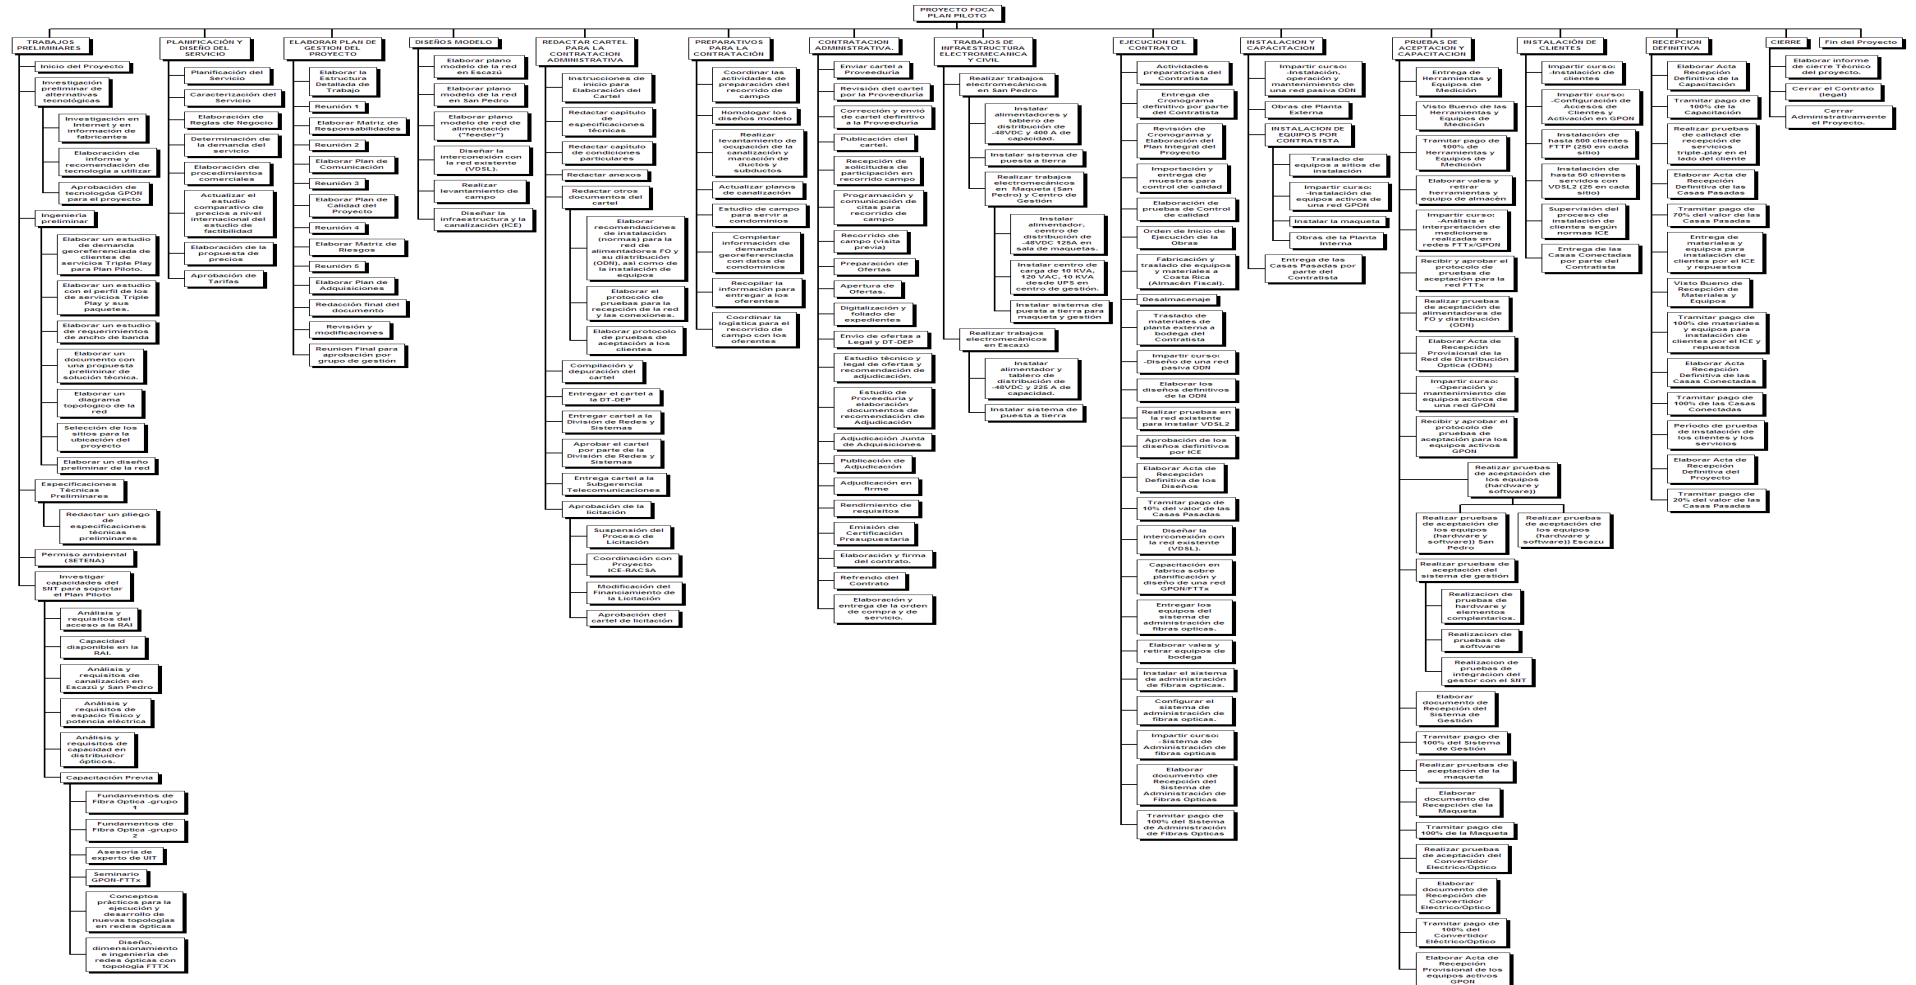 PROYECTO FOCA
PLAN PILOTO
TRABAJOS
PRELIMINARES
Inicio del Proyecto
Investigación
preliminar de
alternativas
tecnológicas
Investigación en
Internet y en
información de
fabricantes
Elaboración de
informe y
recomendación de
tecnología a utilizar
Aprobación de
tecnologóa GPON
para el proyecto
Ingeniería
preliminar
Elaborar un estudio
de demanda
georeferenciada de
clientes de
servicios Triple Play
para Plan Piloto.
Elaborar un estudio
con el perfil de los
de servicios Triple
Play y sus
paquetes.
Elaborar un estudio
de requerimientos
de ancho de banda
Elaborar un
documento con
una propuesta
preliminar de
solución técnica.
Elaborar un
diagrama
topologico de la
red
Selección de los
sitios para la
ubicación del
proyecto
Elaborar un diseño
preliminar de la red
Especificaciones
Técnicas
Preliminares
Redactar un pliego
de
especificaciones
técnicas
preliminares
Permiso ambiental
(SETENA)
Investigar
capacidades del
SNT para soportar
el Plan Piloto
Análisis y
requisitos del
acceso a la RAI
Capacidad
disponible en la
RAI.
Análisis y
requisitos de
canalización en
Escazú y San Pedro
Análisis y
requisitos de
espacio físico y
potencia eléctrica
Análisis y
requisitos de
capacidad en
distribuidor
ópticos.
Capacitación Previa
Fundamentos de
Fibra Optica -grupo
1
Fundamentos de
Fibra Optica -grupo
2
Asesoría de
experto de UIT
Seminario
GPON-FTTx
Conceptos
prácticos para la
ejecución y
desarrollo de
nuevas topologías
en redes ópticas
Diseño,
dimensionamiento
e ingeniería de
redes ópticas con
topología FTTX
PLANIFICACIÓN Y
DISEÑO DEL
SERVICIO
Planificación del
Servicio
Caracterización del
Servicio
Elaboración de
Reglas de Negocio
Determinación de
la demanda del
servicio
Elaboración de
procedimientos
comerciales
Actualizar el
estudio
comparativo de
precios a nivel
internacional del
estudio de
factibilidad
Elaboración de la
propuesta de
precios
Aprobación de
Tarifas
ELABORAR PLAN DE
GESTION DEL
PROYECTO
Elaborar la
Estructura
Detallada de
Trabajo
Reunión 1
Elaborar Matriz de
Responsabilidades
Reunión 2
Elaborar Plan de
Comunicación
Reunión 3
Elaborar Plan de
Calidad del
Proyecto
Reunión 4
Elaborar Matriz de
Riesgos
Reunión 5
Elaborar Plan de
Adquisiciones
Redacción final del
documento
Revisión y
modificaciones
Reunion Final para
aprobación por
grupo de gestión
DISEÑOS MODELO
Elaborar plano
modelo de la red
en Escazú
Elaborar plano
modelo de la red
en San Pedro
Elaborar plano
modelo de red de
alimentación
("feeder")
Diseñar la
interconexión con
la red existente
(VDSL).
Realizar
levantamiento de
campo
Diseñar la
infraestructura y la
canalización (ICE)
REDACTAR CARTEL
PARA LA
CONTRATACION
ADMINISTRATIVA
Instrucciones de
inicio para
Elaboración del
Cartel
Redactar capítulo
de especificaciones
técnicas
Redactar capítulo
de condiciones
particulares
Redactar anexos
Redactar otros
documentos del
cartel
Elaborar
recomendaciones
de instalación
(normas) para la
red de
alimentadores FO y
su distribución
(ODN), así como de
la instalación de
equipos
Elaborar el
protocolo de
pruebas para la
recepción de la red
y las conexiones.
Elaborar protocolo
de pruebas de
aceptación a los
clientes
Compilación y
depuración del
cartel
Entregar el cartel a
la DT-DEP
Entregar cartel a la
División de Redes y
Sistemas
Aprobar el cartel
por parte de la
División de Redes y
Sistemas
Entrega cartel a la
Subgerencia
Telecomunicaciones
Aprobación de la
licitación
Suspensión del
Proceso de
Licitación
Coordinación con
Proyecto
ICE-RACSA
Modificación del
Financiamiento de
la Licitación
Aprobación del
cartel de licitación
PREPARATIVOS
PARA LA
CONTRATACIÓN
Coordinar las
actividades de
preparación del
recorrido de
campo
Homologar los
diseños modelo
Realizar
levantamiento de
ocupación de la
canalización y
marcación de
ductos y
subductos
Actualizar planos
de canalización
Estudio de campo
para servir a
condominios
Completar
información de
demanda
georeferenciada
con datos de
condominios
Recopilar la
información para
entregar a los
oferentes
Coordinar la
logística para el
recorrido de
campo con los
oferentes
CONTRATACION
ADMINISTRATIVA.
Enviar cartel a
Proveeduría
Revisión del cartel
por la Proveeduría
Corrección y envió
de cartel definitivo
a la Proveeduría
Publicación del
cartel.
Recepción de
solicitudes de
participación en
recorrido campo
Programación y
comunicación de
citas para
recorrido de
campo
Recorrido de
campo (visita
previa)
Preparación de
Ofertas
Apertura de
Ofertas.
Digitalización y
foliado de
expedientes
Envio de ofertas a
Legal y DT-DEP
Estudio técnico y
legal de ofertas y
recomendación de
adjudicación.
Estudio de
Proveeduría y
elaboración
documentos de
recomendación de
Adjudicación
Adjudicación Junta
de Adquisiciones
Publicación de
Adjudicación
Adjudicación en
firme
Rendimiento de
requisitos
Emisión de
Certificación
Presupuestaria
Elaboración y firma
del contrato.
Refrendo del
Contrato
Elaboración y
entrega de la orden
de compra y de
servicio.
TRABAJOS DE
INFRAESTRUCTURA
ELECTROMECANICA
Y CIVIL
Realizar trabajos
electromecánicos
en San Pedro
Instalar
alimentadores y
tablero de
distribución de
-48VDC y 400 A de
capacidad.
Instalar sistema de
puesta a tierra
Realizar trabajos
electromecánicos
en Maqueta (San
Pedro) y Centro de
Gestión
Instalar
alimentador,
centro de
distribución de
-48VDC 125A en
sala de maquetas.
Instalar centro de
carga de 10 KVA,
120 VAC, 10 KVA
desde UPS en
centro de gestión.
Instalar sistema de
puesta a tierra para
maqueta y gestión
Realizar trabajos
electromecánicos
en Escazú
Instalar
alimentador y
tablero de
distribución de
-48VDC y 225 A de
capacidad.
Instalar sistema de
puesta a tierra
EJECUCION DEL
CONTRATO
Actividades
preparatorias del
Contratista
Entrega de
Cronograma
definitivo por parte
del Contratista
Revisión de
Cronograma y
Elaboración del
Plan Integral del
Proyecto
Importación y
entrega de
muestras para
control de calidad
Elaboración de
pruebas de Control
de calidad
Orden de Inicio de
Ejecución de la
Obras
Fabricación y
traslado de equipos
y materiales a
Costa Rica
(Almacén Fiscal).
Desalmacenaje
Traslado de
materiales de
planta externa a
bodega del
Contratista
Impartir curso:
-Diseño de una red
pasiva ODN
Elaborar los
diseños definitivos
de la ODN
Realizar pruebas en
la red existente
para instalar VDSL2
Aprobación de los
diseños definitivos
por ICE
Elaborar Acta de
Recepción
Definitiva de los
Diseños
Tramitar pago de
10% del valor de las
Casas Pasadas
Diseñar la
interconexión con
la red existente
(VDSL).
Capacitación en
fabrica sobre
planificación y
diseño de una red
GPON/FTTx
Entregar los
equipos del
sistema de
administración de
fibras opticas.
Elaborar vales y
retirar equipos de
bodega
Instalar el sistema
de administración
de fibras opticas.
Configurar el
sistema de
administración de
fibras opticas.
Impartir curso:
-Sistema de
Administración de
fibras opticas
Elaborar
documento de
Recepción del
Sistema de
Administración de
Fibras Opticas
Tramitar pago de
100% del Sistema
de Administración
de Fibras Opticas
INSTALACION Y
CAPACITACION
Impartir curso:
-Instalación,
operación y
mantenimiento de
una red pasiva ODN
Obras de Planta
Externa
INSTALACION DE
EQUIPOS POR
CONTRATISTA
Traslado de
equipos a sitios de
instalación
Impartir curso:
-Instalación de
equipos activos de
una red GPON
Instalar la maqueta
Obras de la Planta
Interna
Entrega de las
Casas Pasadas por
parte del
Contratista
PRUEBAS DE
ACEPTACION Y
CAPACITACION
Entrega de
Herramientas y
Equipos de
Medición
Visto Bueno de las
Herramientas y
Equipos de
Medición
Tramitar pago de
100% de
Herramientas y
Equipos de
Medición
Elaborar vales y
retirar
herramientas y
equipo de almacén
Impartir curso:
-Análisis e
interpretación de
mediciones
realizadas en
redes FTTx/GPON
Recibir y aprobar el
protocolo de
pruebas de
aceptación para la
red FTTx
Realizar pruebas
de aceptación de
alimentadores de
FO y distribución
(ODN)
Elaborar Acta de
Recepción
Provisional de la
Red de Distribución
Optica (ODN)
Impartir curso:
-Operación y
mantenimiento de
equipos activos de
una red GPON
Recibir y aprobar el
protocolo de
pruebas de
aceptación para los
equipos activos
GPON
Realizar pruebas
de aceptación de
los equipos
(hardware y
software))
Realizar pruebas
de aceptación de
los equipos
(hardware y
software)) San
Pedro
Realizar pruebas
de aceptación de
los equipos
(hardware y
software)) Escazu
Realizar pruebas de
aceptación del
sistema de gestión
Realizacion de
pruebas de
hardware y
elementos
complentarios.
Realizacion de
pruebas de
software
Realización de
pruebas de
integracion del
gestor con el SNT
Elaborar
documento de
Recepción del
Sistema de
Gestión
Tramitar pago de
100% del Sistema
de Gestión
Realizar pruebas de
aceptación de la
maqueta
Elaborar
documento de
Recepción de la
Maqueta
Tramitar pago de
100% de la Maqueta
Realizar pruebas
de aceptación del
Convertidor
Electrico/Optico
Elaborar
documento de
Recepción de
Convertidor
Electrico/Optico
Tramitar pago de
100% del
Convertidor
Eléctrico/Optico
Elaborar Acta de
Recepción
Provisional de los
equipos activos
GPON
INSTALACIÓN DE
CLIENTES
Impartir curso:
-Instalación de
clientes
Impartir curso:
-Configuración de
Accesos de
Clientes y
Activación en GPON
Instalación de
hasta 500 clientes
FTTP (250 en cada
sitio)
Instalación de
hasta 50 clientes
servidos con
VDSL2 (25 en cada
sitio)
Supervisión del
proceso de
instalación de
clientes según
normas ICE
Entrega de las
Casas Conectadas
por parte del
Contratista
RECEPCION
DEFINITIVA
Elaborar Acta
Recepción
Definitiva de la
Capacitación
Tramitar pago de
100% de la
Capacitación
Realizar pruebas
de calidad de
recepción de
servicios
triple-play en el
lado del cliente
Elaborar Acta de
Recepción
Definitiva de las
Casas Pasadas
Tramitar pago de
70% del valor de las
Casas Pasadas
Entrega de
materiales y
equipos para
instalación de
clientes por el ICE
y repuestos
Visto Bueno de
Recepción de
Materiales y
Equipos
Tramitar pago de
100% de materiales
y equipos para
instalación de
clientes por el ICE y
repuestos
Elaborar Acta
Recepción
Definitiva de las
Casas Conectadas
Tramitar pago de
100% de las Casas
Conectadas
Período de prueba
de instalación de
los clientes y los
servicios
Elaborar Acta de
Recepción
Definitiva del
Proyecto
Tramitar pago de
20% del valor de las
Casas Pasadas
CIERRE
Elaborar informe
de cierre Técnico
del proyecto.
Cerrar el Contrato
(legal)
Cerrar
Administrativamente
el Proyecto.
Fin del Proyecto